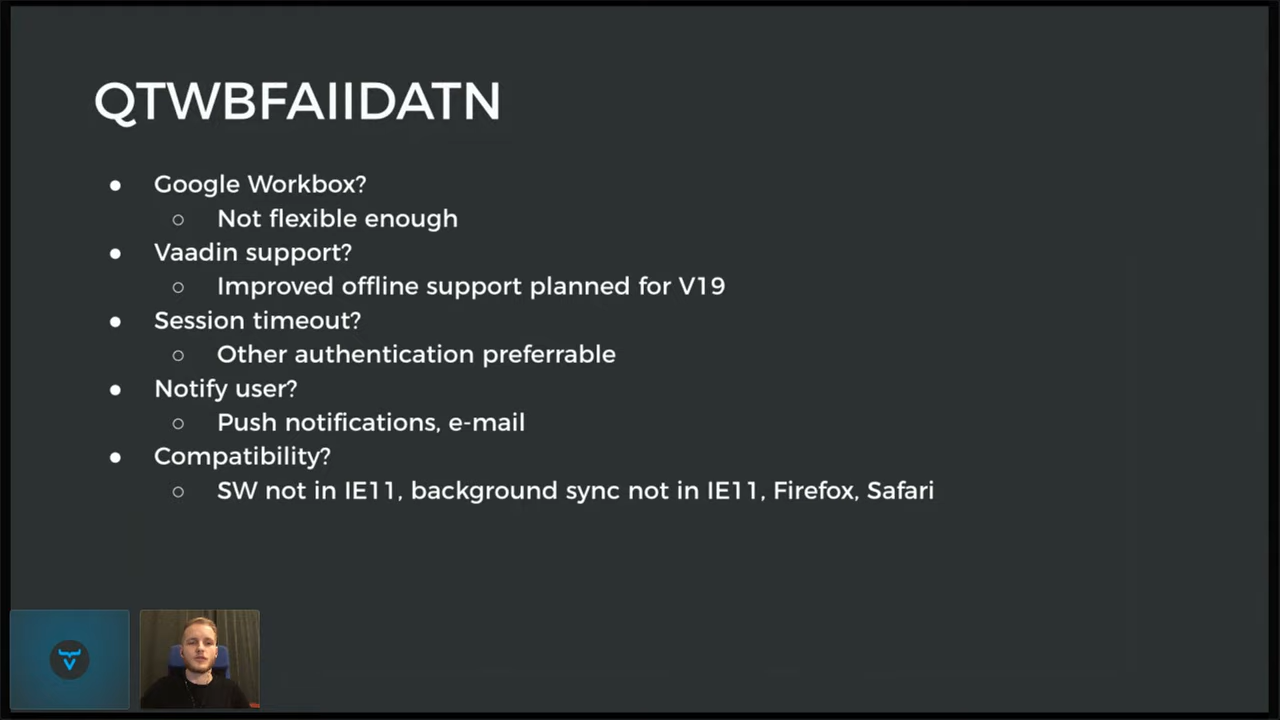 QTWBFAIIDATN
● Google Workbox?
○ Not flexible enough
● Vaadin support?
○ Improved offline support planned for V19
● Session timeout?
○ Other authentication preferrable
● Notify user?
○ Push notifications, e-mail
● Compatibility?
○ SW not in IE11, background sync not in IE11, Firefox, Safari